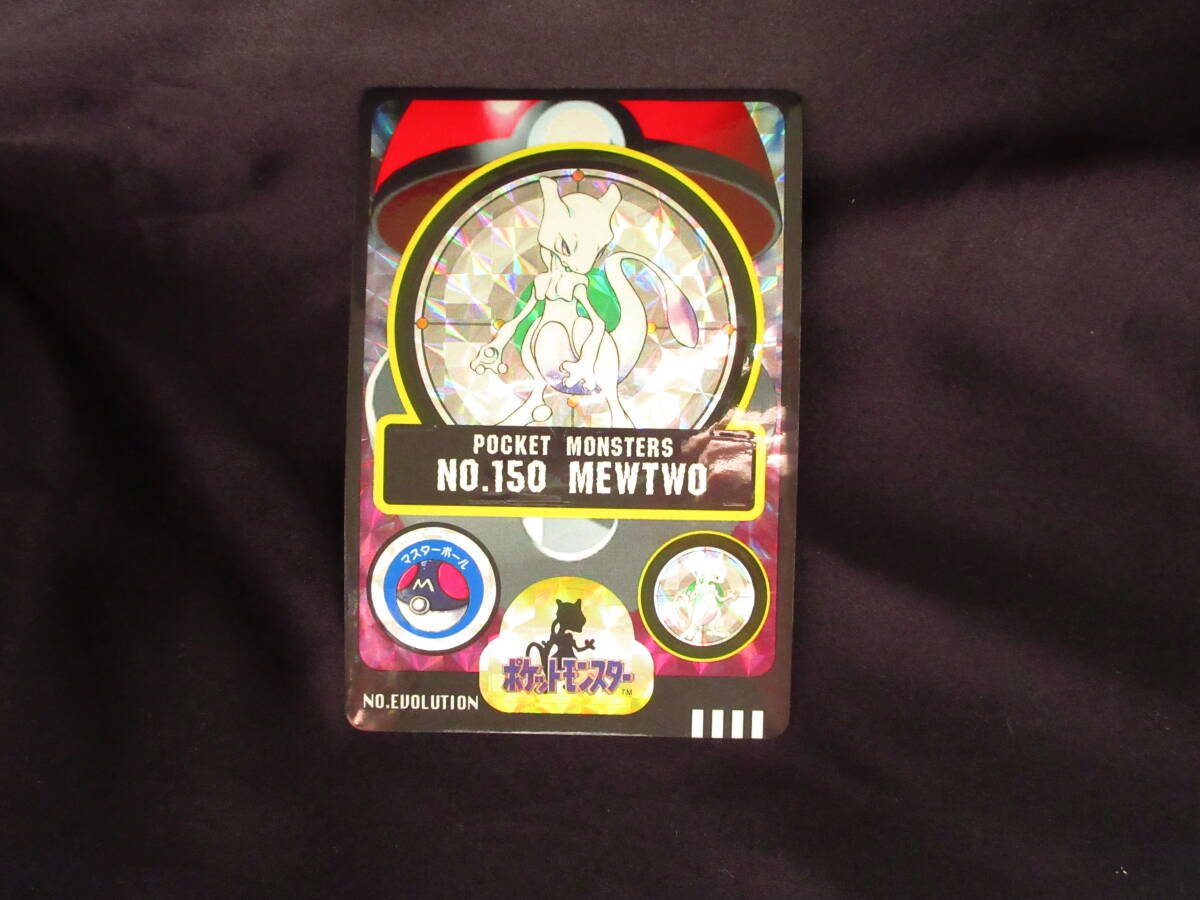 POCKET MONSTERS
NO.150 MEWTWO
マスターボール
M
ポケットモンスター
TM
NO.EVOLUTION